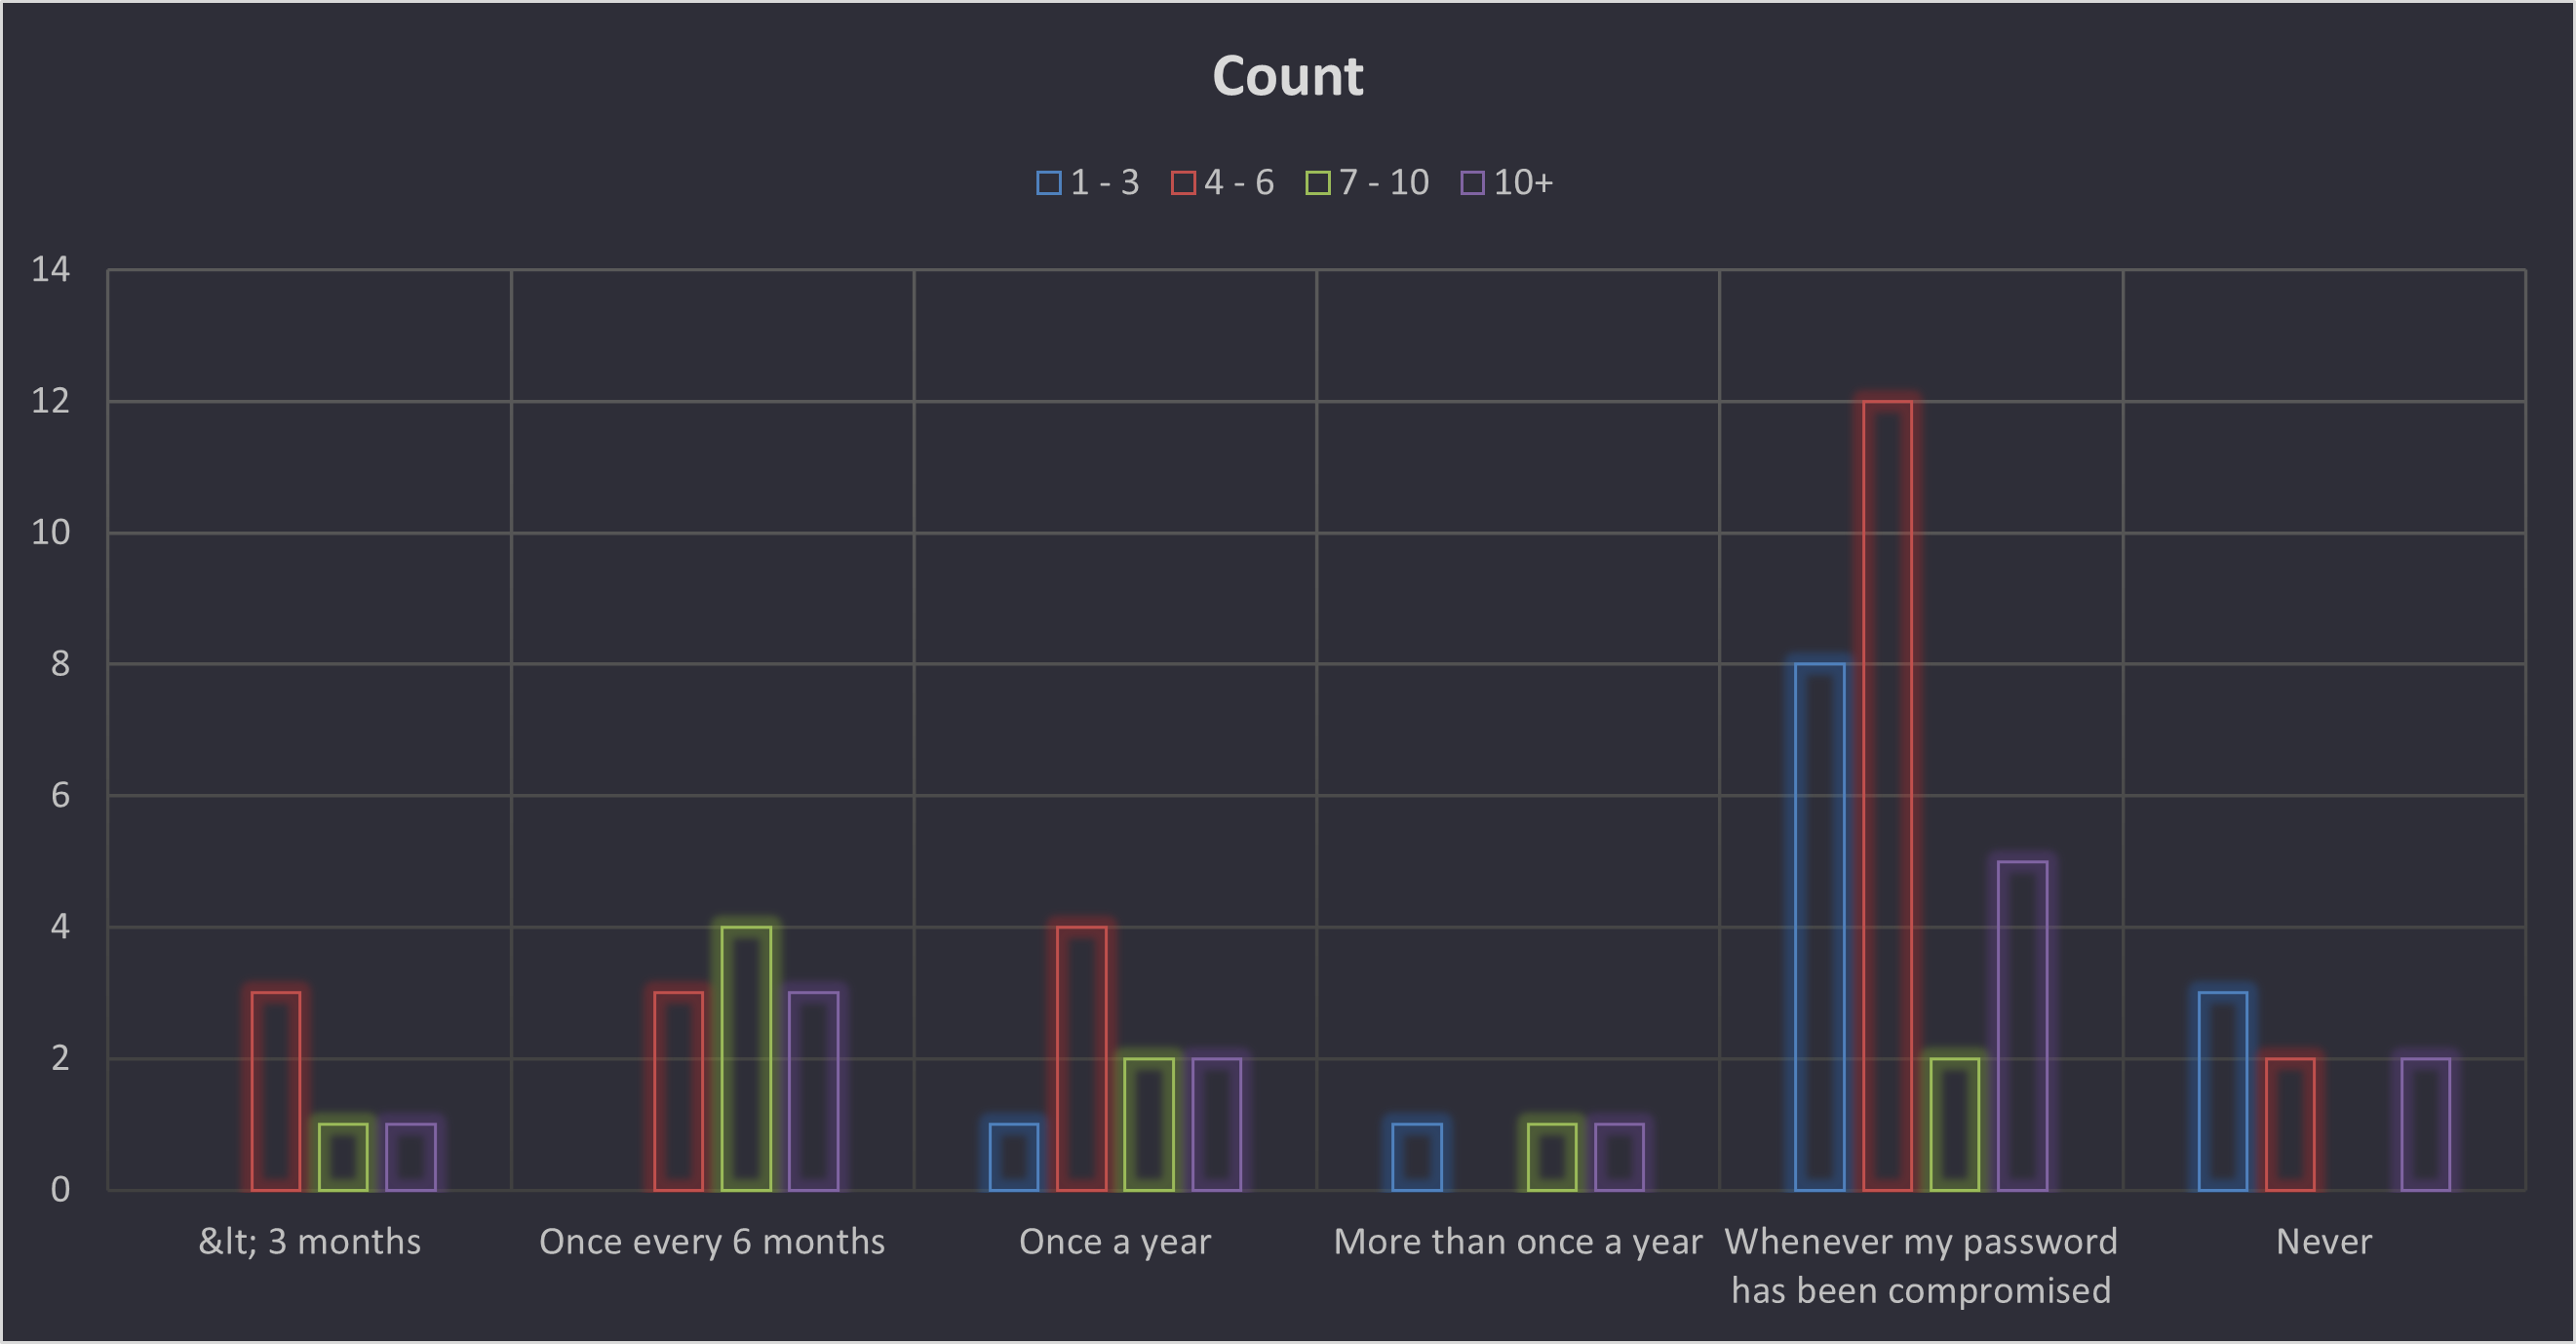 Count
1 - 3 4 - 6 7 - 10 10+
14
12
10
8
6
4
2
0
&lt; 3 months Once every 6 months Once a year More than once a year Whenever my password Never
has been compromised